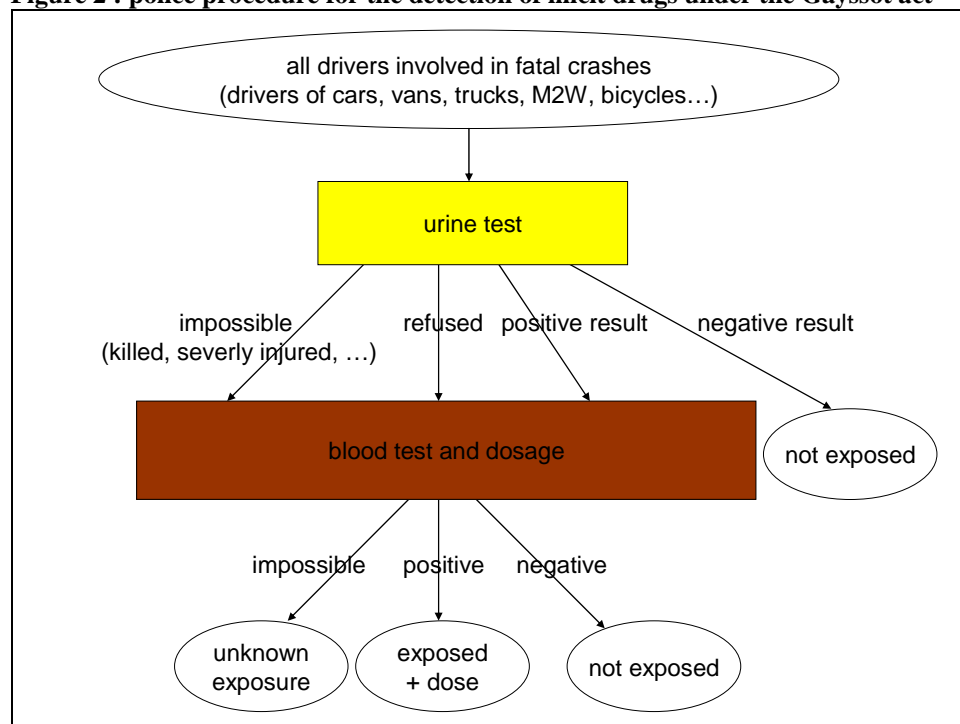 Figure 2 : police procedure for the detection of illicit drugs under the Gayssot act
all drivers involved in fatal crashes
(drivers of cars, vans, trucks, M2W, bicycles…)
urine test
impossible
(killed, severly injured, …)
refused
positive result
negative result
blood test and dosage
not exposed
impossible
positive
negative
unknown
exposure
exposed
+ dose
not exposed